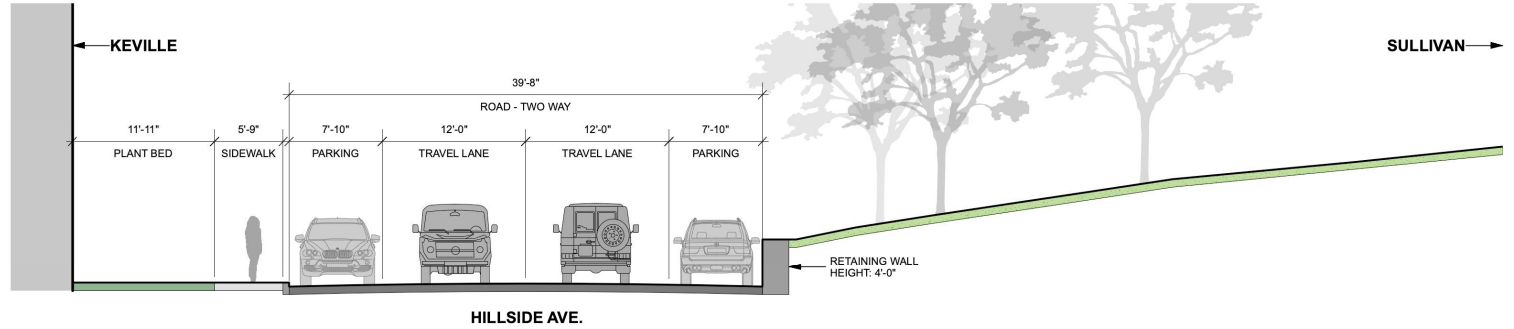 KEVILLE
SULLIVAN
39'-8"
ROAD - TWO WAY
11'-11"
5'-9"
7'-10"
12'-0"
12'-0"
7'-10"
PLANT BED
SIDEWALK
PARKING
TRAVEL LANE
TRAVEL LANE
PARKING
RETAINING WALL
HEIGHT: 4'-0"
HILLSIDE AVE.